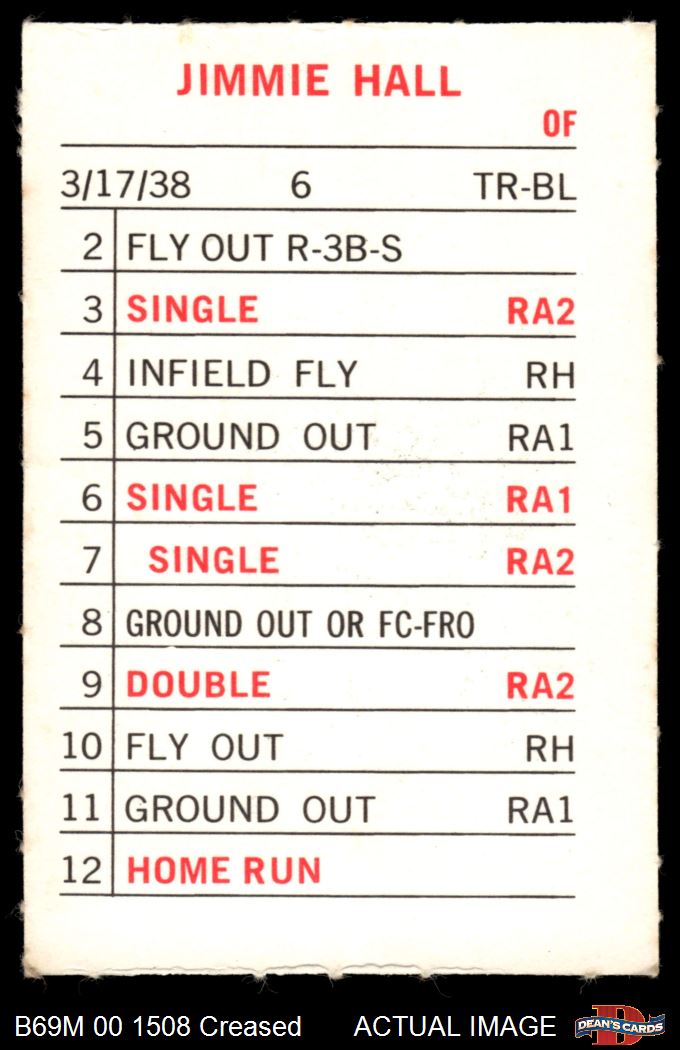 JIMMIE HALL
OF
3/17/38 6 TR-BL
2 FLY OUT R-3B-S
3 SINGLE RA2
4 INFIELD FLY RH
5 GROUND OUT RA1
6 SINGLE RA1
7 SINGLE RA2
8 GROUND OUT OR FC-FRO
9 DOUBLE RA2
10 FLY OUT RH
11 GROUND OUT RA1
12 HOME RUN
B69M 00 1508 Creased ACTUAL IMAGE D DEAN'S CARDS